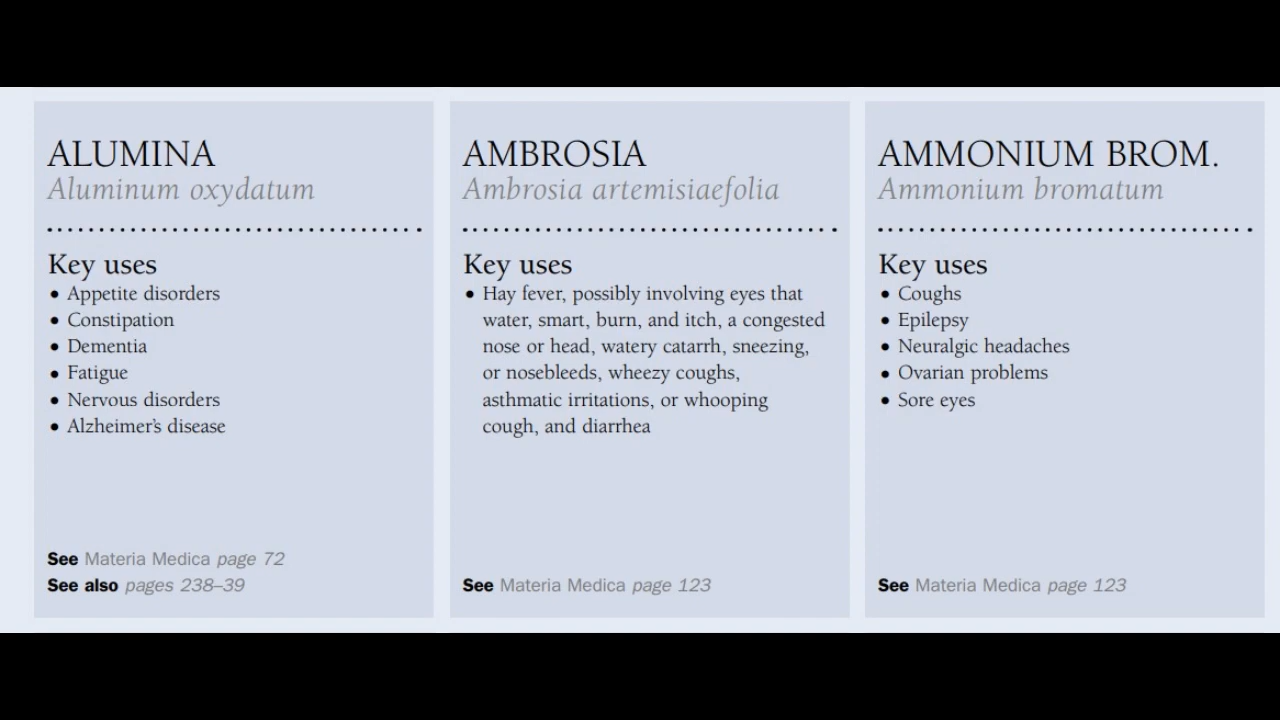 ALUMINA
Aluminum oxydatum
Key uses
• Appetite disorders
• Constipation
• Dementia
• Fatigue
• Nervous disorders
• Alzheimer's disease
See Materia Medica page 72
See also pages 238–39
AMBROSIA
Ambrosia artemisiaefolia
Key uses
• Hay fever, possibly involving eyes that
water, smart, burn, and itch, a congested
nose or head, watery catarrh, sneezing,
or nosebleeds, wheezy coughs,
asthmatic irritations, or whooping
cough, and diarrhea
See Materia Medica page 123
AMMONIUM BROM.
Ammonium bromatum
Key uses
• Coughs
• Epilepsy
• Neuralgic headaches
• Ovarian problems
• Sore eyes
See Materia Medica page 123